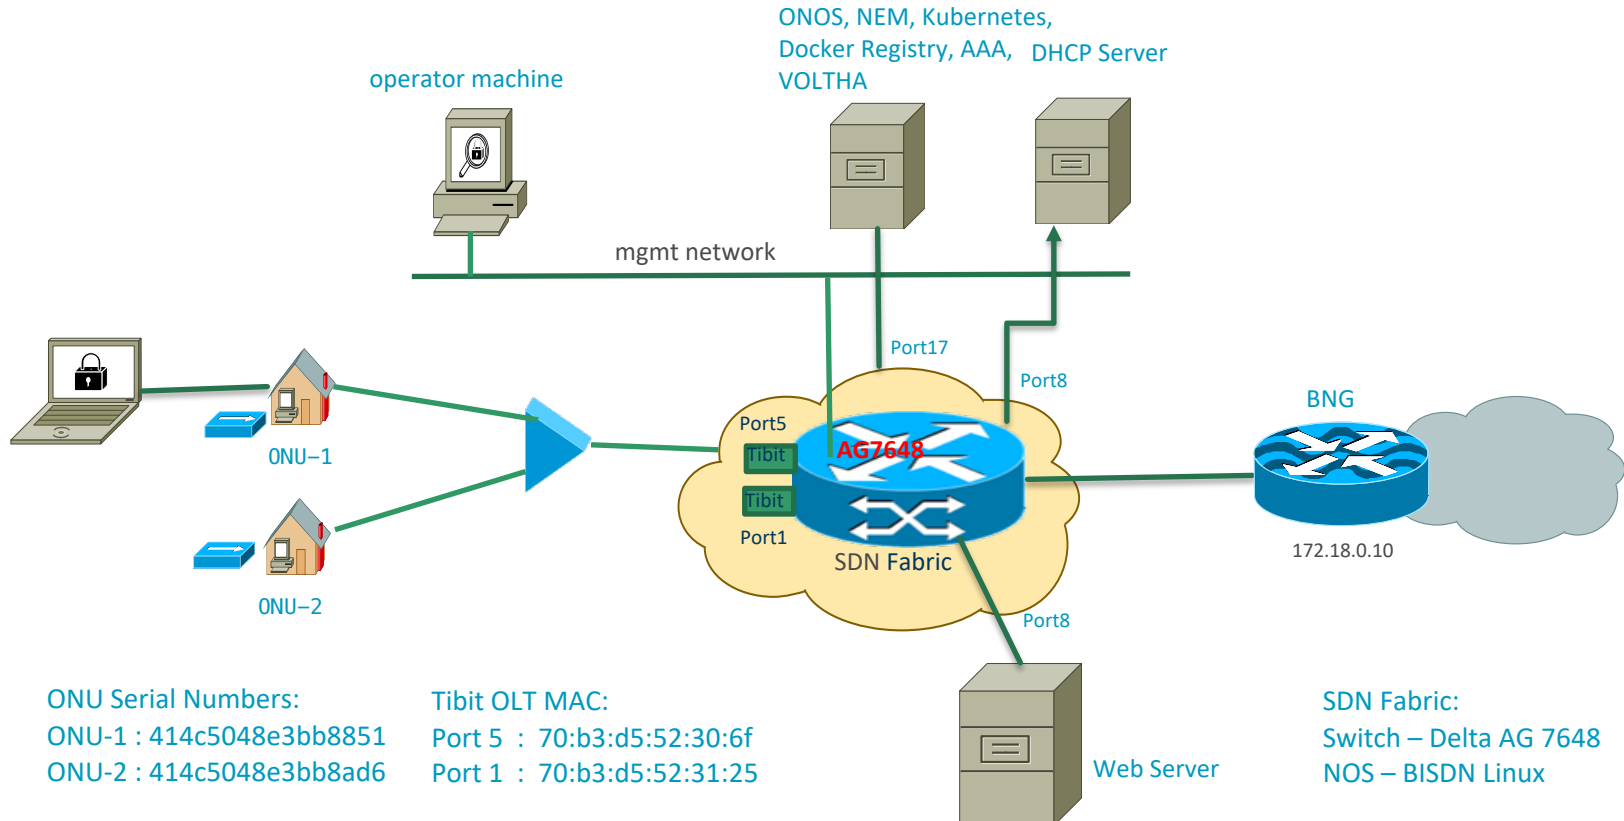 ONOS, NEM, Kubernetes,
Docker Registry, AAA,
VOLTHA
DHCP Server
operator machine
mgmt network
Port17
Port8
BNG
Port5
AG7648
Tibit
Tibit
Port1
SDN Fabric
ONU-1
ONU-2
172.18.0.10
Port8
ONU Serial Numbers:
ONU-1 : 414c5048e3bb8851
ONU-2 : 414c5048e3bb8ad6
Tibit OLT MAC:
Port 5 : 70:b3:d5:52:30:6f
Port 1 : 70:b3:d5:52:31:25
Web Server
SDN Fabric:
Switch – Delta AG 7648
NOS – BISDN Linux